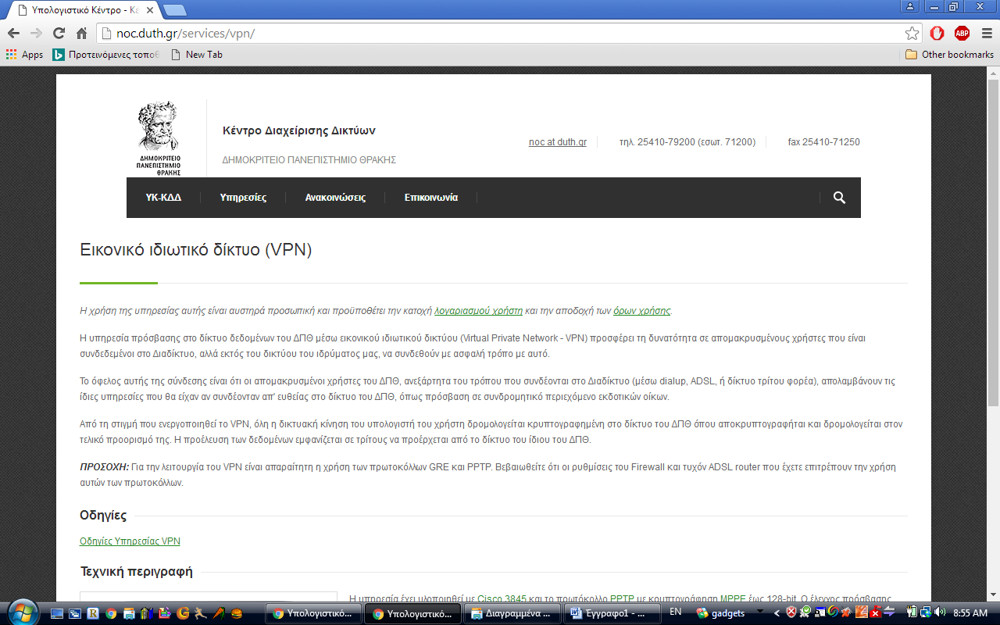 Υπολογιστικό Κέντρο - Κέ
noc.duth.gr/services/vpn/
ABP
Apps
Προτεινόμενες τοποθ
New Tab
Other bookmarks
ΔΗΜΟΚΡΙΤΕΙΟ
ΠΑΝΕΠΙΣΤΗΜΙΟ
ΘΡΑΚΗΣ
Κέντρο Διαχείρισης Δικτύων
ΔΗΜΟΚΡΙΤΕΙΟ ΠΑΝΕΠΙΣΤΗΜΙΟ ΘΡΑΚΗΣ
noc at duth.gr
τηλ. 25410-79200 (εσωτ. 71200)
fax 25410-71250
ΥΚ-ΚΔΔ
Υπηρεσίες
Ανακοινώσεις
Επικοινωνία
Εικονικό ιδιωτικό δίκτυο (VPN)
Η χρήση της υπηρεσίας αυτής είναι αυστηρά προσωπική και προϋποθέτει την κατοχή λογαριασμού χρήστη και την αποδοχή των όρων χρήσης.
Η υπηρεσία πρόσβασης στο δίκτυο δεδομένων του ΔΠΘ μέσω εικονικού ιδιωτικού δικτύου (Virtual Private Network - VPN) προσφέρει τη δυνατότητα σε απομακρυσμένους χρήστες που είναι
συνδεδεμένοι στο Διαδίκτυο, αλλά εκτός του δικτύου του ιδρύματος μας, να συνδεθούν με ασφαλή τρόπο με αυτό.
Το όφελος αυτής της σύνδεσης είναι ότι οι απομακρυσμένοι χρήστες του ΔΠΘ, ανεξάρτητα του τρόπου που συνδέονται στο Διαδίκτυο (μέσω dialup, ADSL, ή δίκτυο τρίτου φορέα), απολαμβάνουν τις
ίδιες υπηρεσίες που θα είχαν αν συνδέονταν απ' ευθείας στο δίκτυο του ΔΠΘ, όπως πρόσβαση σε συνδρομητικό περιεχόμενο εκδοτικών οίκων.
Από τη στιγμή που ενεργοποιηθεί το VPN, όλη η δικτυακή κίνηση του υπολογιστή του χρήστη δρομολογείται κρυπτογραφημένη στο δίκτυο του ΔΠΘ όπου αποκρυπτογραφήται και δρομολογείται στον
τελικό προορισμό της. Η προέλευση των δεδομένων εμφανίζεται σε τρίτους να προέρχεται από το δίκτυο του ίδιου του ΔΠΘ.
ΠΡΟΣΟΧΗ: Για την λειτουργία του VPN είναι απαραίτητη η χρήση των πρωτοκόλλων GRE και PPTP. Βεβαιωθείτε ότι οι ρυθμίσεις του Firewall και τυχόν ADSL router που έχετε επιτρέπουν την χρήση
αυτών των πρωτοκόλλων.
Οδηγίες
Οδηγίες Υπηρεσίας VPN
Τεχνική περιγραφή
Η υπηρεσία έχει υλοποιηθεί με Cisco 3845 και το πρωτόκολλο PPTP με κρυπτογράφηση MPPE έως 128-bit. Ο έλεγχος πρόσβασης
Υπολογιστικό...
Υπολογιστικό...
Διαγραμμένα ...
Έγγραφο1 - ...
EN
gadgets
8:55 AM